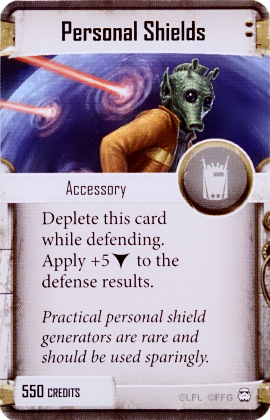 Personal Shields
Accessory
Deplete this card
while defending.
Apply +5 to the
defense results.
Practical personal shield
generators are rare and
should be used sparingly.
550 CREDITS
©LFL ©FFG